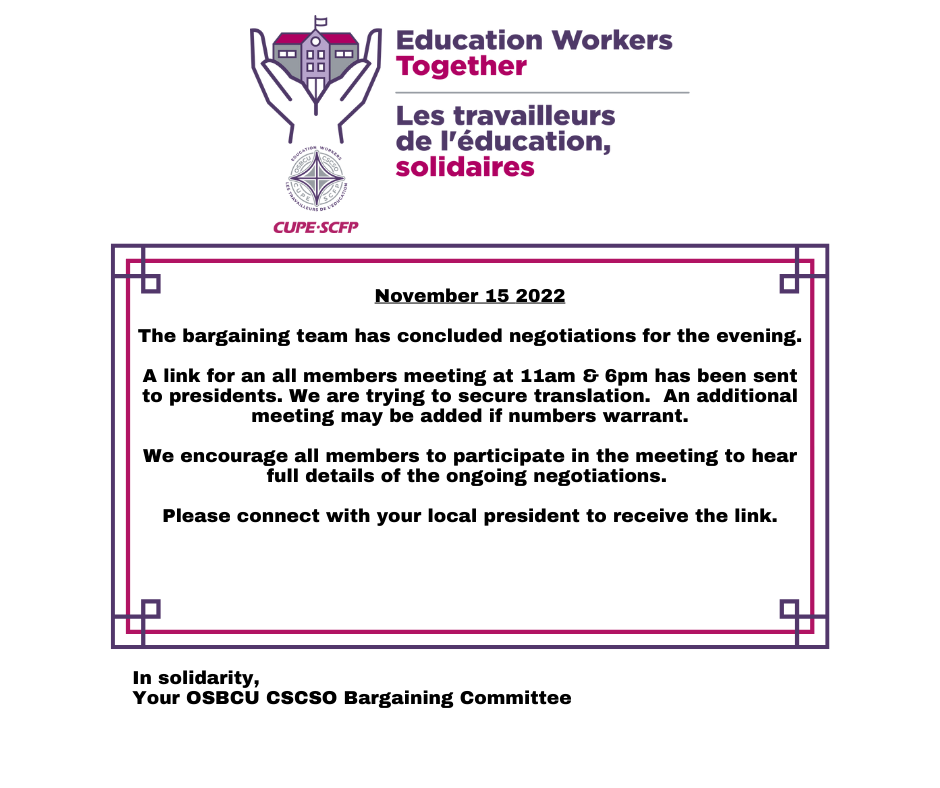 Education Workers
Together
Les travailleurs
de l'éducation,
solidaires
EDUCATION WORKERS
OSBCU CSCSO
CUPE SCFP
LES TRAVAILLEURS DE L'ÉDUCATION
CUPE·SCFP
November 15 2022
The bargaining team has concluded negotiations for the evening.
A link for an all members meeting at 11am & 6pm has been sent
to presidents. We are trying to secure translation.  An additional
meeting may be added if numbers warrant.
We encourage all members to participate in the meeting to hear
full details of the ongoing negotiations.
Please connect with your local president to receive the link.
In solidarity,
Your OSBCU CSCSO Bargaining Committee